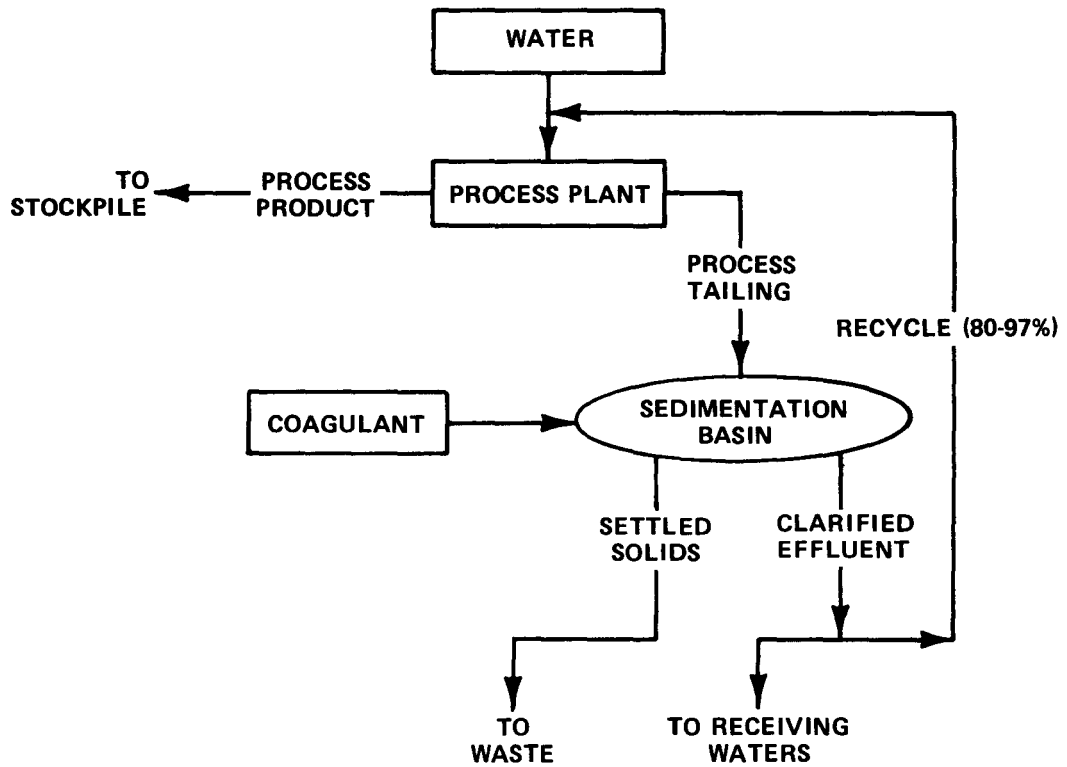 WATER
TO
STOCKPILE
PROCESS
PRODUCT
PROCESS PLANT
PROCESS
TAILING
RECYCLE (80-97%)
COAGULANT
SEDIMENTATION
BASIN
SETTLED
SOLIDS
CLARIFIED
EFFLUENT
TO
WASTE
TO RECEIVING
WATERS